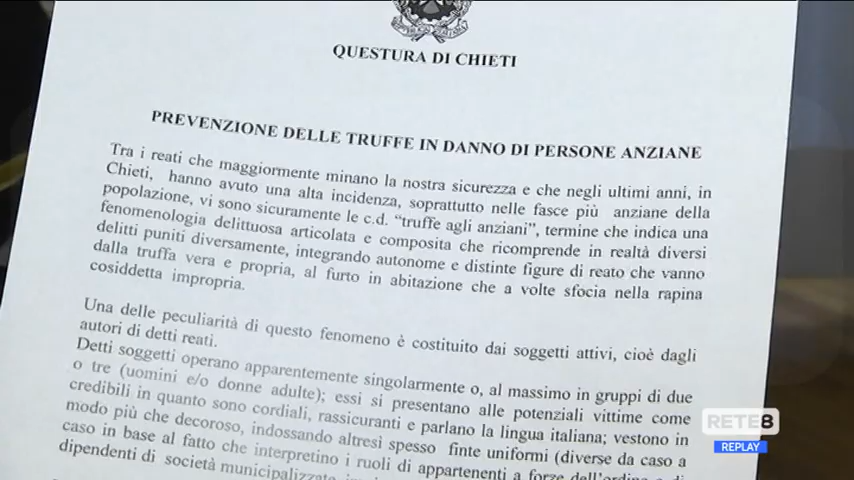 QUESTURA DI CHIETI
PREVENZIONE DELLE TRUFFE IN DANNO DI PERSONE ANZIANE
Tra i reati che maggiormente minano la nostra sicurezza e che negli ultimi anni, in
Chieti, hanno avuto una alta incidenza, soprattutto nelle fasce più anziane della
popolazione, vi sono sicuramente le c.d. “truffe agli anziani”, termine che indica una
fenomenologia delittuosa articolata e composita che ricomprende in realtà diversi
delitti puniti diversamente, integrando autonome e distinte figure di reato che vanno
dalla truffa vera e propria, al furto in abitazione che a volte sfocia nella rapina
cosiddetta impropria.
Una delle peculiarità di questo fenomeno è costituito dai soggetti attivi, cioè dagli
autori di detti reati.
Detti soggetti operano apparentemente singolarmente o, al massimo in gruppi di due
o tre (uomini e/o donne adulte); essi si presentano alle potenziali vittime come
credibili in quanto sono cordiali, rassicuranti e parlano la lingua italiana; vestono in
modo più che decoroso, indossando altresì spesso finte uniformi (diverse da caso a
caso in base al fatto che interpretino i ruoli di appartenenti a forze dell'ordine o di
dipendenti di società municipalizzate
RETE8
REPLAY